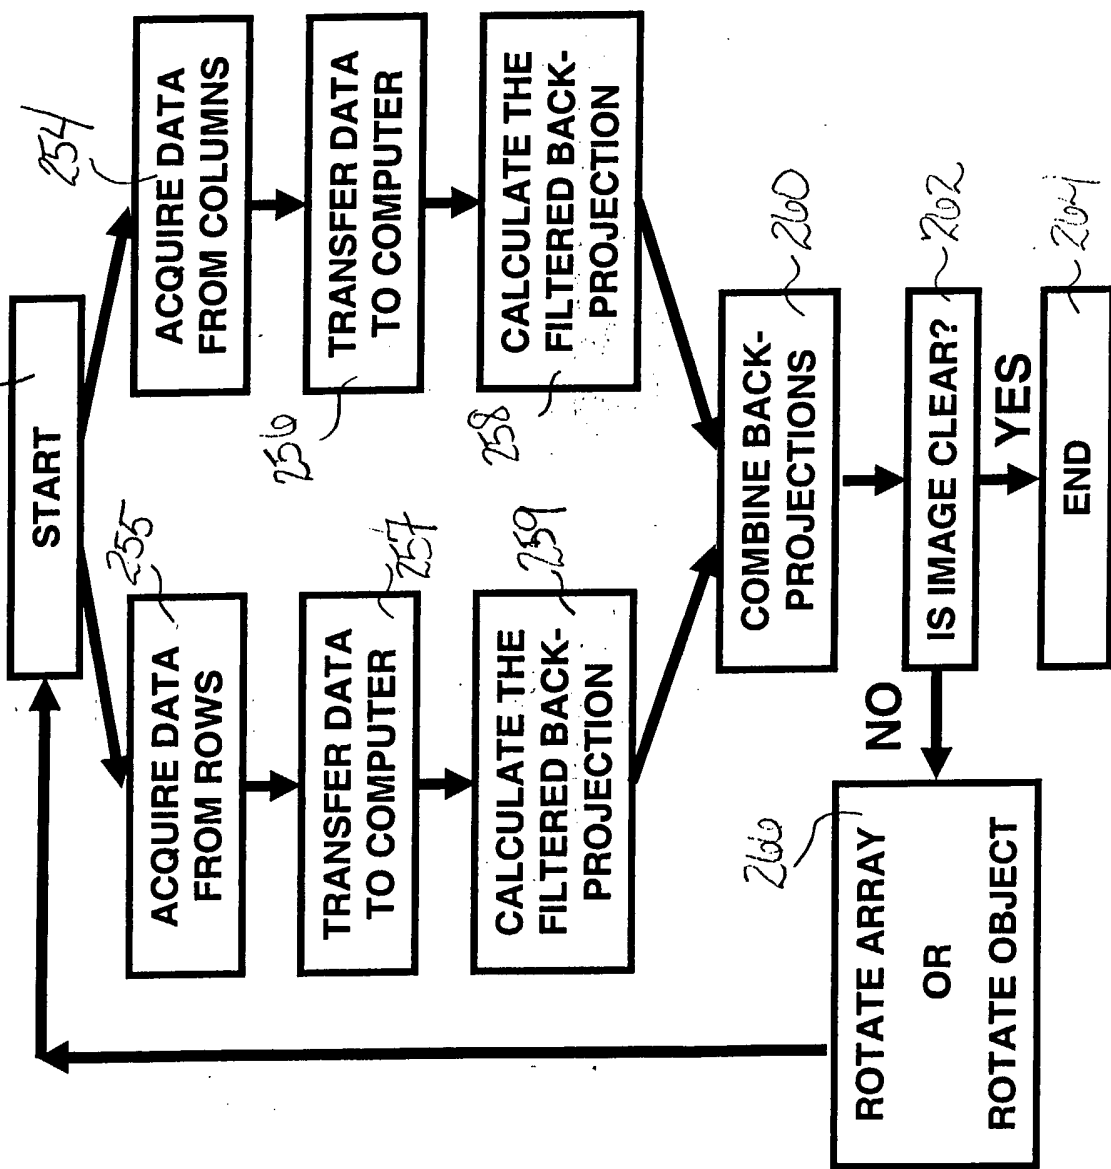 START
254
ACQUIRE DATA
FROM COLUMNS
256
TRANSFER DATA
TO COMPUTER
258
CALCULATE THE
FILTERED BACK-
PROJECTION
255
ACQUIRE DATA
FROM ROWS
257
TRANSFER DATA
TO COMPUTER
259
CALCULATE THE
FILTERED BACK-
PROJECTION
260
COMBINE BACK-
PROJECTIONS
262
IS IMAGE CLEAR?
YES
264
END
NO
266
ROTATE ARRAY
OR
ROTATE OBJECT